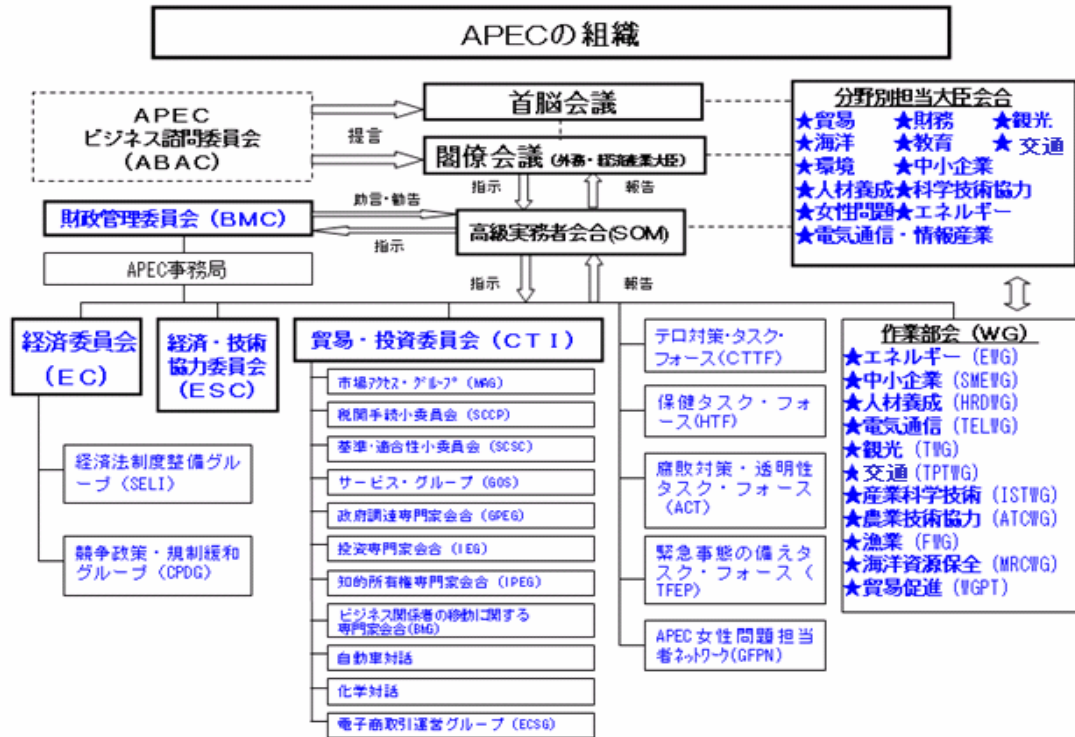 APECの組織
APEC
ビジネス諮問委員会
(ABAC)
提言
首脳会議
閣僚会議(外務・経済産業大臣)
指示
報告
分野別担当大臣会合
★貿易 ★財務 ★観光
★海洋 ★教育 ★交通
★環境 ★中小企業
★人材養成★科学技術協力
★女性問題★エネルギー
★電気通信・情報産業
財政管理委員会(BMC)
助言・勧告
指示
高級実務者会合(SOM)
APEC事務局
指示
報告
経済委員会
(EC)
経済法制度整備グル
ープ(SELI)
競争政策・規制緩和
グループ(CPDG)
経済・技術
協力委員会
(ESC)
貿易・投資委員会(CTI)
市場アクセス・グループ(MAG)
税関手続小委員会(SCCP)
基準・適合性小委員会(SCSC)
サービス・グループ(GOS)
政府調達専門家会合(GPEG)
投資専門家会合(IEG)
知的所有権専門家会合(IPEG)
ビジネス関係者の移動に関する
専門家会合(BMG)
自動車対話
化学対話
電子商取引運営グループ(ECSG)
テロ対策・タスク・
フォース(CTTF)
保健タスク・フォ
ース(HTF)
腐敗対策・透明性
タスク・フォース
(ACT)
緊急事態の備えタ
スク・フォース(
TFEP)
APEC女性問題担当
者ネットワーク(GFPN)
作業部会(WG)
★エネルギー(EWG)
★中小企業(SMEWG)
★人材養成(HRDWG)
★電気通信(TELWG)
★観光(TWG)
★交通(TPTWG)
★産業科学技術(ISTWG)
★農業技術協力(ATCWG)
★漁業(FWG)
★海洋資源保全(MRCWG)
★貿易促進(WGPT)